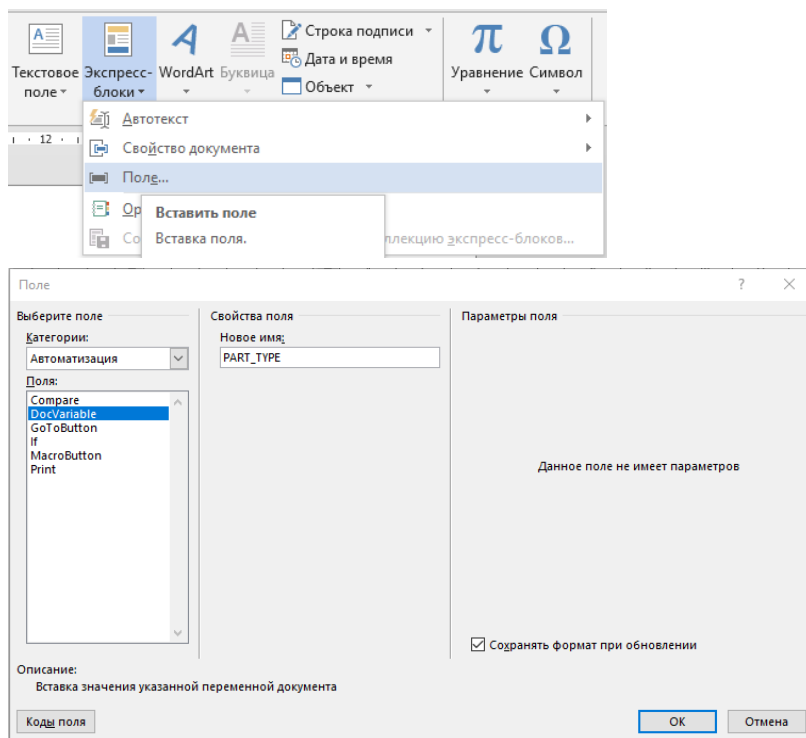 Текстовое поле
Экспресс-блоки
WordArt
Буквица
Строка подписи
Дата и время
Объект
Уравнение
Символ
12
Автотекст
Свойство документа
Поле...
Ор
Со
ллекцию экспресс-блоков...
Вставить поле
Вставка поля.
Поле
Выберите поле
Категории:
Автоматизация
Поля:
Compare
DocVariable
GoToButton
If
MacroButton
Print
Свойства поля
Новое имя:
PART_TYPE
Параметры поля
Данное поле не имеет параметров
Сохранять формат при обновлении
Описание:
Вставка значения указанной переменной документа
Коды поля
ОК
Отмена